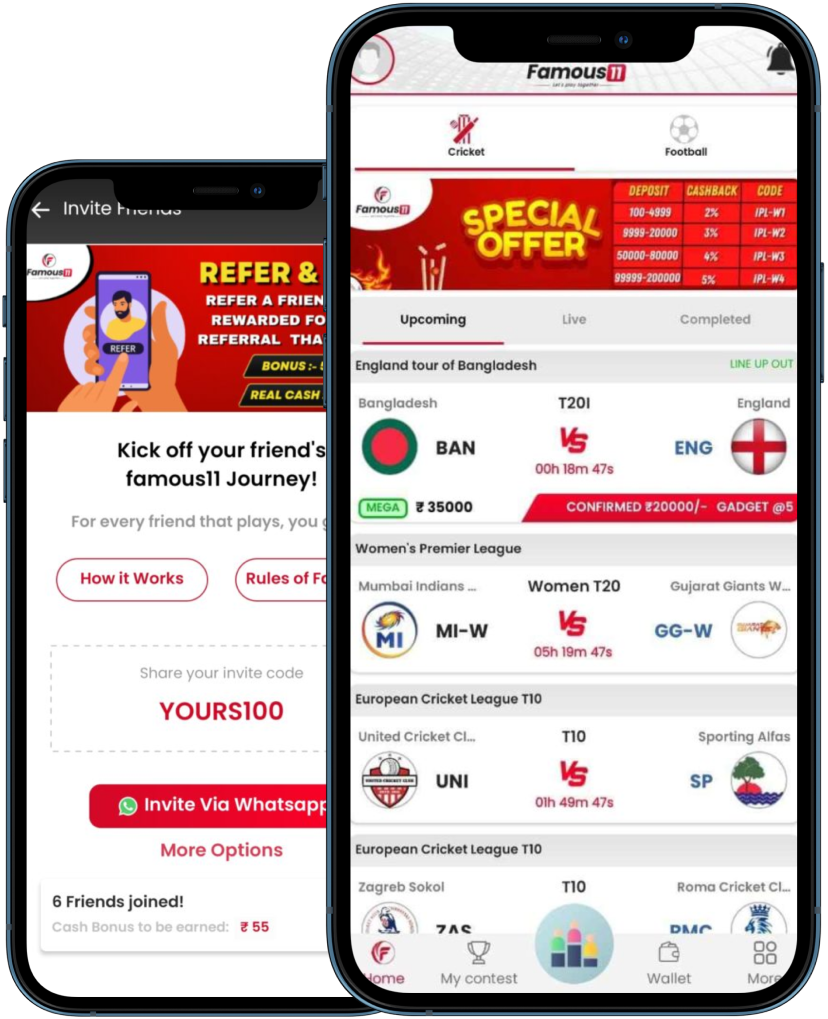 Invite Friends
Famous11
REFER &
REFER A FRIEN
REWARDED FO
REFERRAL THA
REFER
BONUS :-
REAL CASH
Kick off your friend's
famous11 Journey!
For every friend that plays, you
How it Works
Rules of Fa
Share your invite code
YOURS100
Invite Via Whatsapp
More Options
6 Friends joined!
Cash Bonus to be earned: ₹ 55
Famous11
Let's play together
Cricket Football
Famous11
SPECIAL
OFFER
DEPOSIT CASHBACK CODE
100-4999 2% IPL-W1
9999-20000 3% IPL-W2
50000-80000 4% IPL-W3
99999-200000 5% IPL-W4
Upcoming Live Completed
England tour of Bangladesh LINE UP OUT
Bangladesh T20I England
BAN VS ENG
00h 18m 47s
MEGA ₹ 35000 CONFIRMED ₹20000/- GADGET @5
Women's Premier League
Mumbai Indians ... Women T20 Gujarat Giants W...
MI MI-W VS GG-W
05h 19m 47s
European Cricket League T10
United Cricket Cl... T10 Sporting Alfas
UNITED CRICKET CLUB
UNI VS SP
01h 49m 47s
European Cricket League T10
Zagreb Sokol T10 Roma Cricket Cl...
ZAS RMC
Home My contest Wallet More